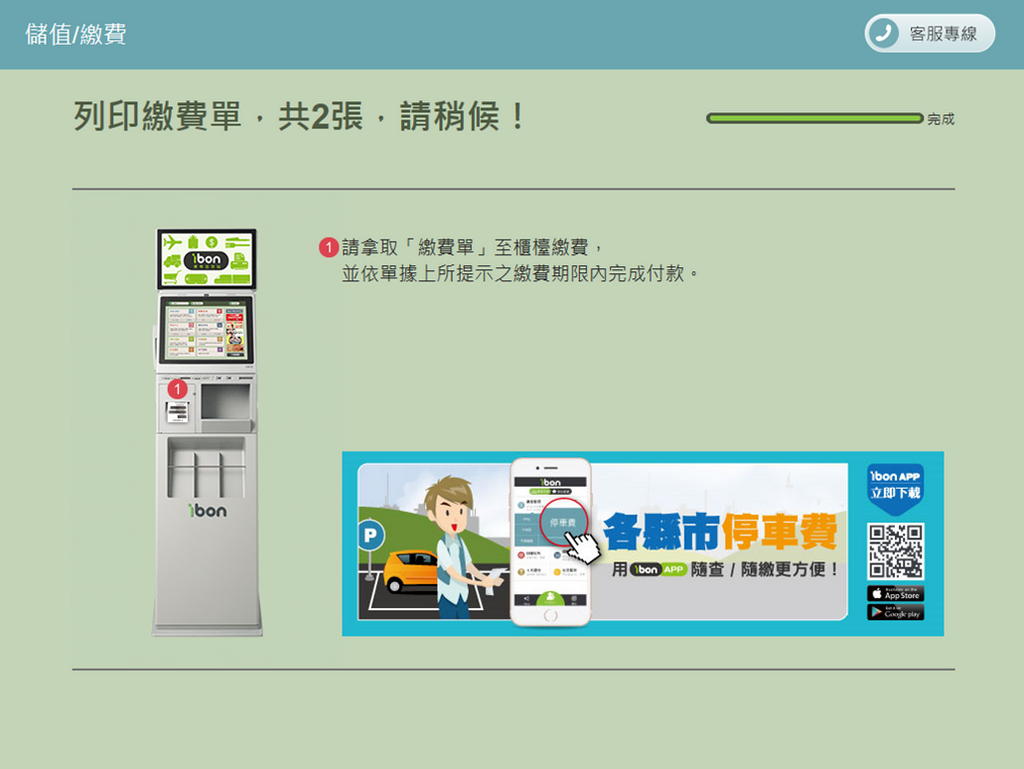 儲值/繳費
客服專線
列印繳費單，共2張，請稍候！
完成
1 請拿取「繳費單」至櫃檯繳費，
並依單據上所提示之繳費期限內完成付款。
ibon
1
ibon
P
ibon
停車費
各縣市停車費
用 ibon APP 隨查 / 隨繳更方便！
ibon APP
立即下載
App Store
Google play